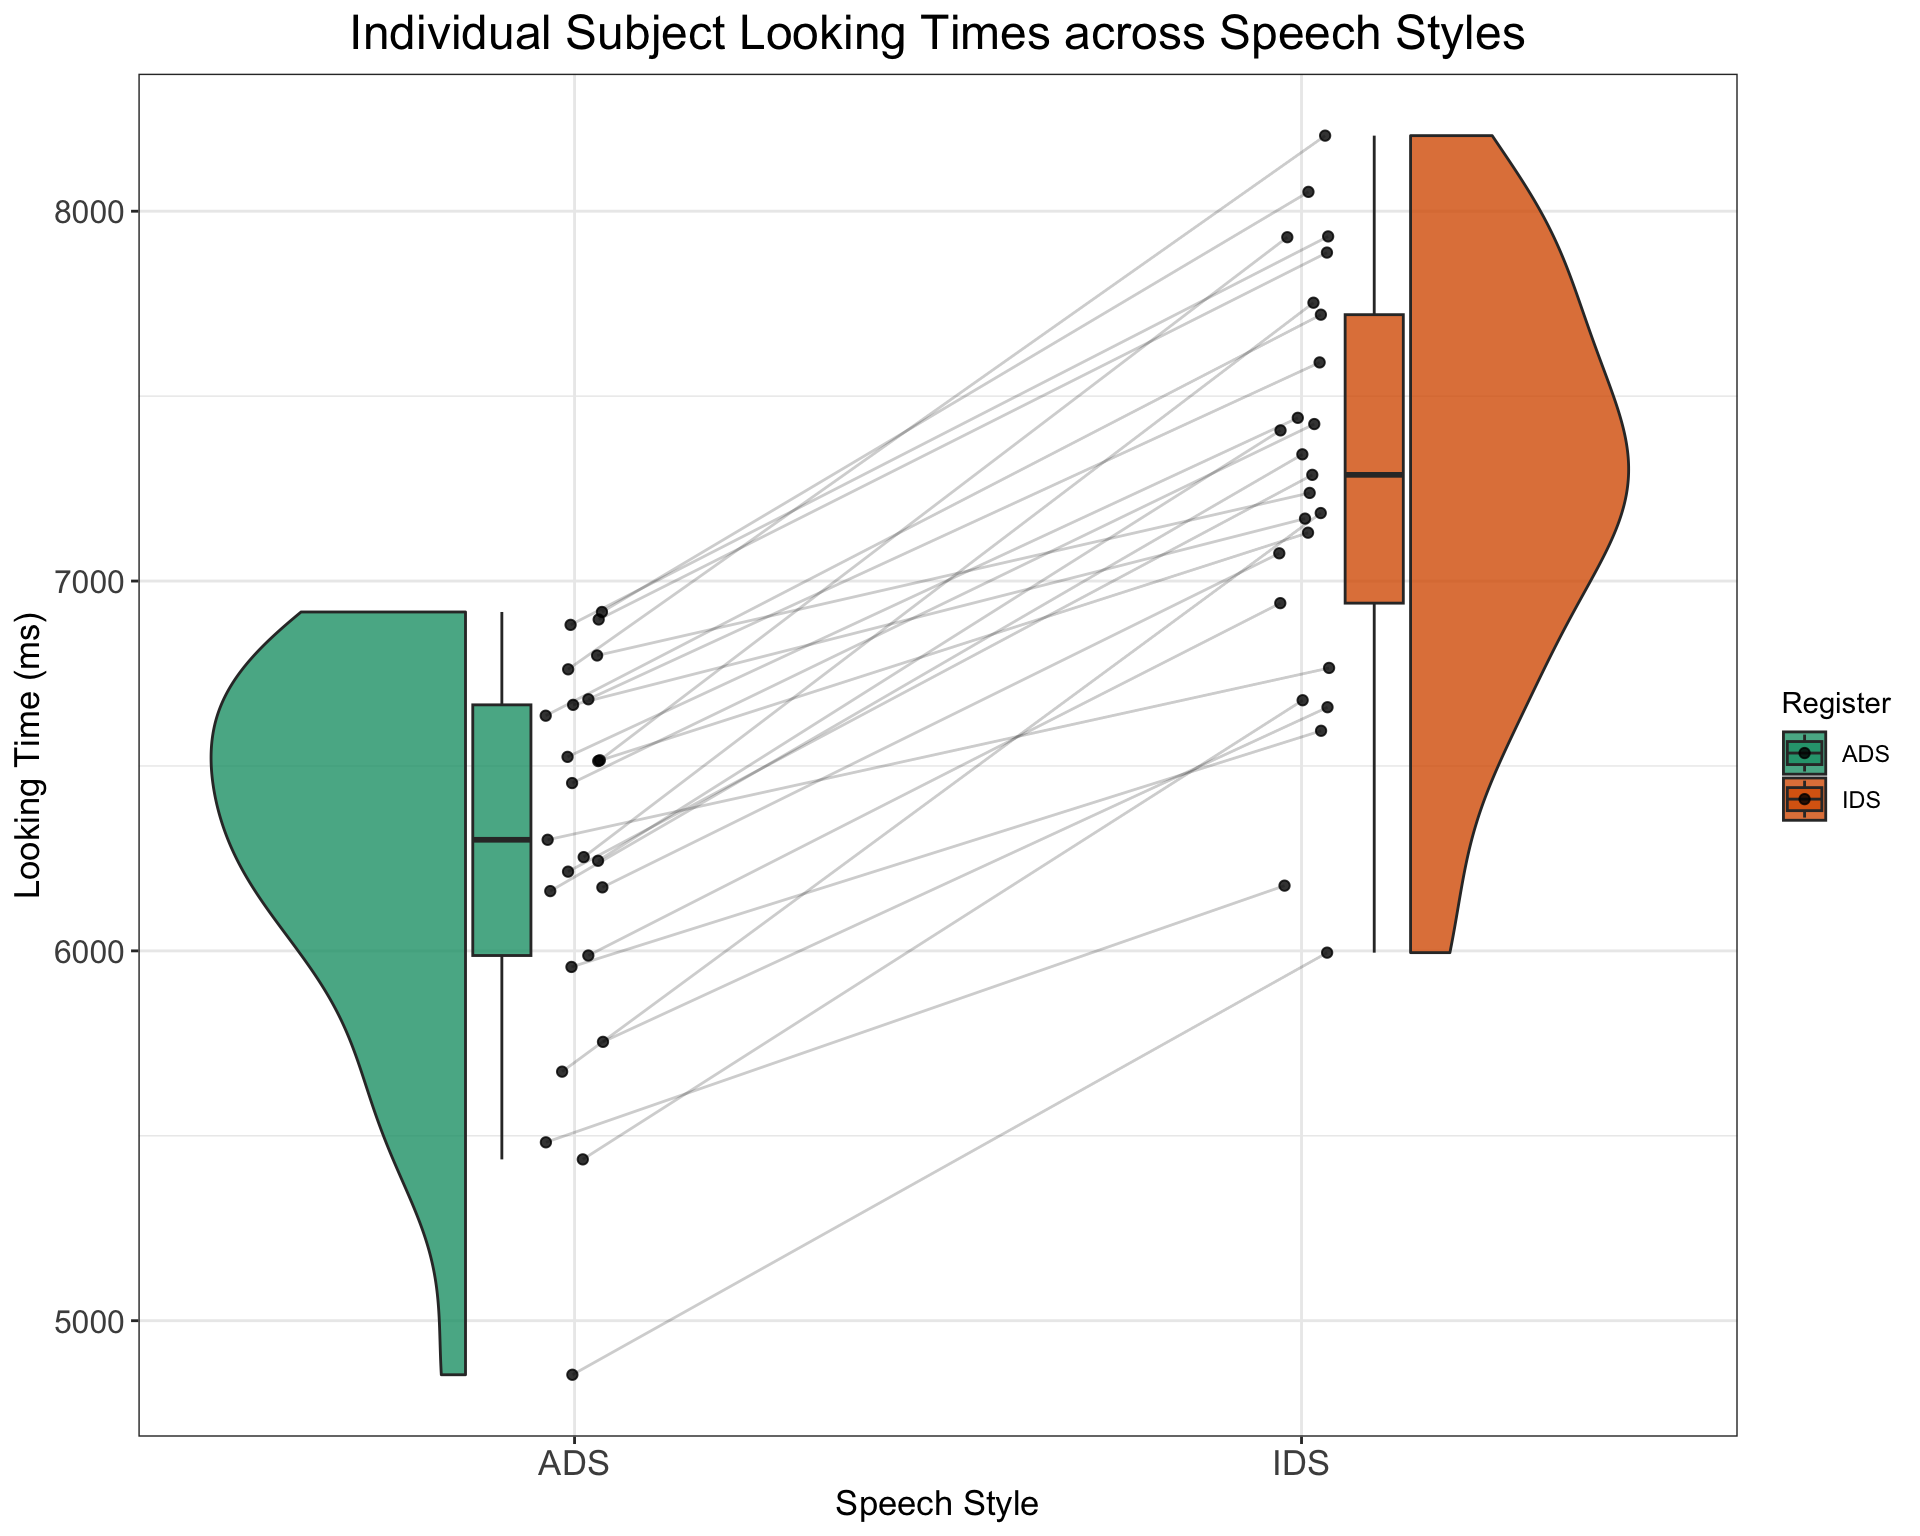 Individual Subject Looking Times across Speech Styles
8000
7000
6000
5000
Looking Time (ms)
ADS
IDS
Speech Style
Register
ADS
IDS